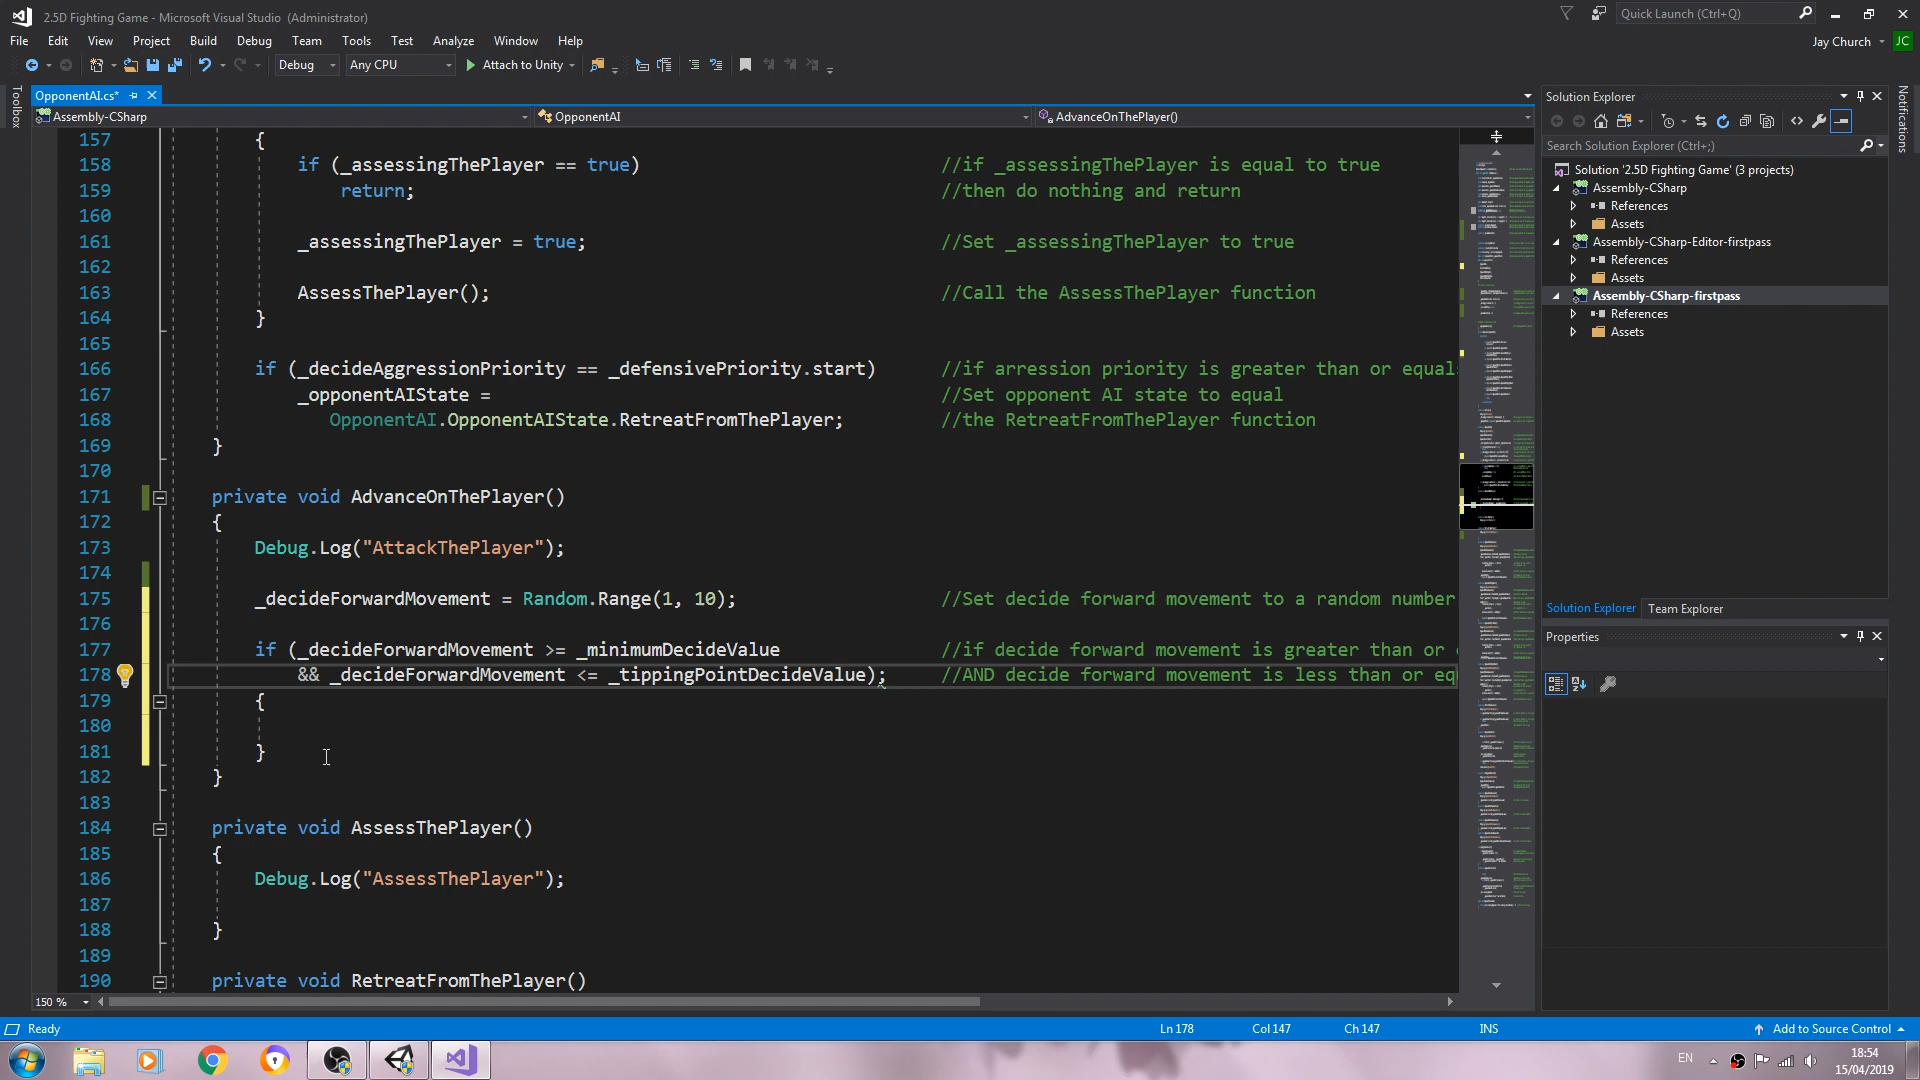 2.5D Fighting Game - Microsoft Visual Studio (Administrator)
Quick Launch (Ctrl+Q)
File Edit View Project Build Debug Team Tools Test Analyze Window Help
Jay Church JC
Debug Any CPU Attach to Unity
Toolbox
OpponentAI.cs*
Assembly-CSharp OpponentAI AdvanceOnThePlayer()
157 {
158 if (_assessingThePlayer == true) //if _assessingThePlayer is equal to true
159 return; //then do nothing and return
160
161 _assessingThePlayer = true; //Set _assessingThePlayer to true
162
163 AssessThePlayer(); //Call the AssessThePlayer function
164 }
165
166 if (_decideAggressionPriority == _defensivePriority.start) //if arression priority is greater than or equal
167 _opponentAIState = //Set opponent AI state to equal
168 OpponentAI.OpponentAIState.RetreatFromThePlayer; //the RetreatFromThePlayer function
169 }
170
171 private void AdvanceOnThePlayer()
172 {
173 Debug.Log("AttackThePlayer");
174
175 _decideForwardMovement = Random.Range(1, 10); //Set decide forward movement to a random number
176
177 if (_decideForwardMovement >= _minimumDecideValue //if decide forward movement is greater than or
178 && _decideForwardMovement <= _tippingPointDecideValue); //AND decide forward movement is less than or eq
179 {
180
181 }
182 }
183
184 private void AssessThePlayer()
185 {
186 Debug.Log("AssessThePlayer");
187
188 }
189
190 private void RetreatFromThePlayer()
150 %
Solution Explorer
Search Solution Explorer (Ctrl+;)
Solution '2.5D Fighting Game' (3 projects)
Assembly-CSharp
References
Assets
Assembly-CSharp-Editor-firstpass
References
Assets
Assembly-CSharp-firstpass
References
Assets
Solution Explorer Team Explorer
Properties
Notifications
Ready Ln 178 Col 147 Ch 147 INS Add to Source Control
EN 18:54
15/04/2019